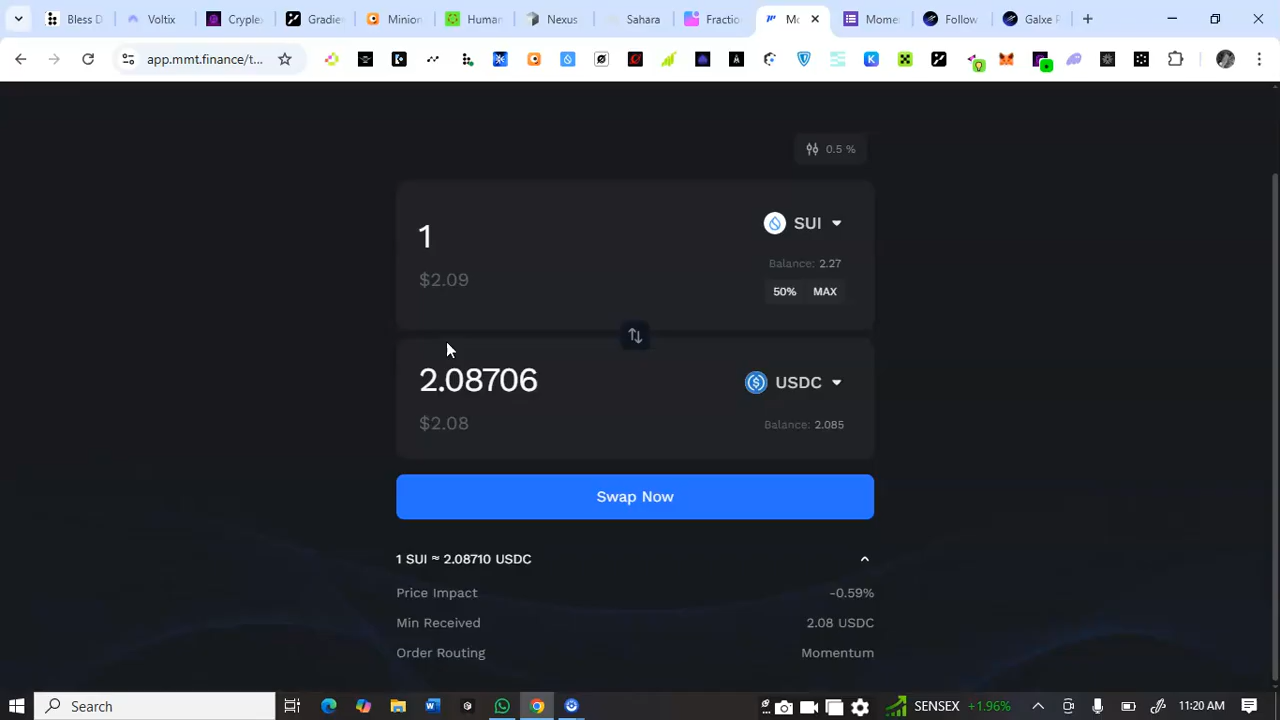 Bless D
Voltix
Cryple
Gradie
Minion
Human
Nexus
Sahara
Fractio
Mo
Mome
Follow
Galxe P
app.mmt.finance/t...
0.5 %
1
SUI
$2.09
Balance: 2.27
50% MAX
2.08706
USDC
$2.08
Balance: 2.085
Swap Now
1 SUI ≈ 2.08710 USDC
Price Impact -0.59%
Min Received 2.08 USDC
Order Routing Momentum
Search
SENSEX +1.96%
11:20 AM